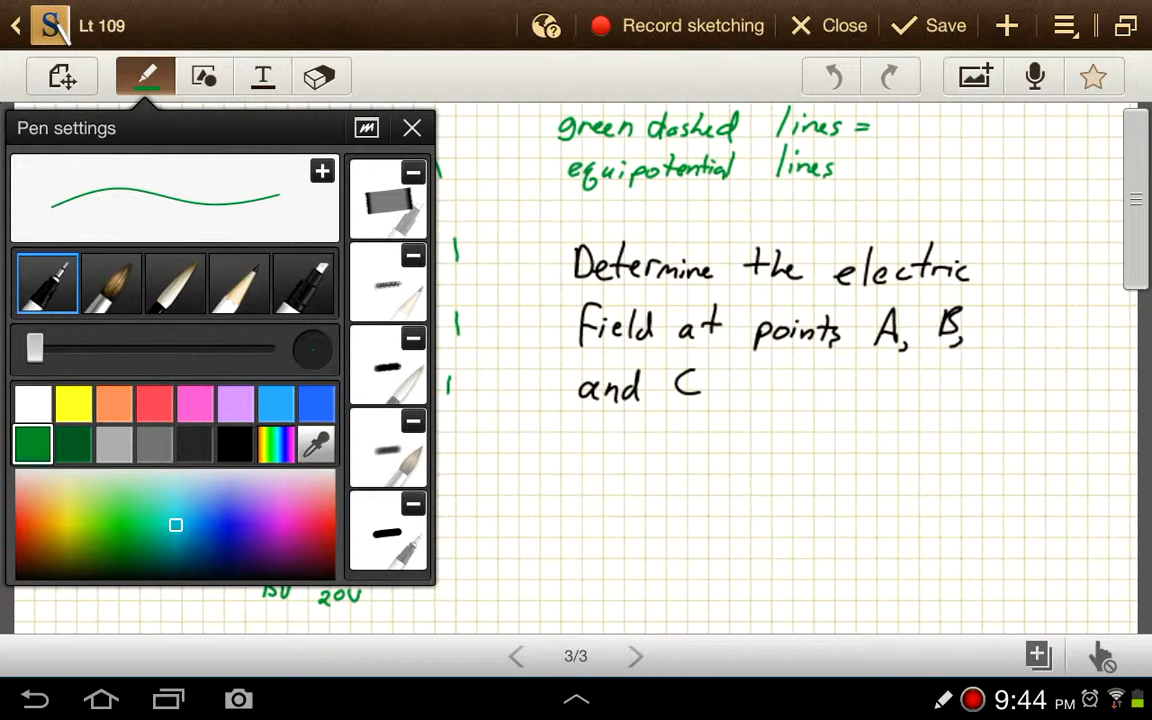 Lt 109
Record sketching
Close
Save
T
Pen settings
green dashed lines =
equipotential lines
Determine the electric
field at points A, B,
and C
15V 20V
3/3
9:44 PM